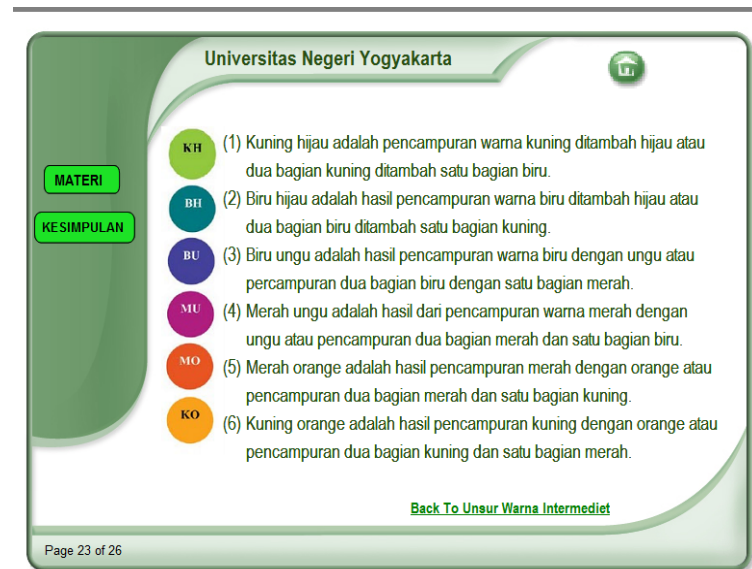 Universitas Negeri Yogyakarta
MATERI
KESIMPULAN
KH
(1) Kuning hijau adalah pencampuran warna kuning ditambah hijau atau
dua bagian kuning ditambah satu bagian biru.
BH
(2) Biru hijau adalah hasil pencampuran warna biru ditambah hijau atau
dua bagian biru ditambah satu bagian kuning.
BU
(3) Biru ungu adalah hasil pencampuran warna biru dengan ungu atau
percampuran dua bagian biru dengan satu bagian merah.
MU
(4) Merah ungu adalah hasil dari pencampuran warna merah dengan
ungu atau pencampuran dua bagian merah dan satu bagian biru.
MO
(5) Merah orange adalah hasil pencampuran merah dengan orange atau
pencampuran dua bagian merah dan satu bagian kuning.
KO
(6) Kuning orange adalah hasil pencampuran kuning dengan orange atau
pencampuran dua bagian kuning dan satu bagian merah.
Back To Unsur Warna Intermediet
Page 23 of 26